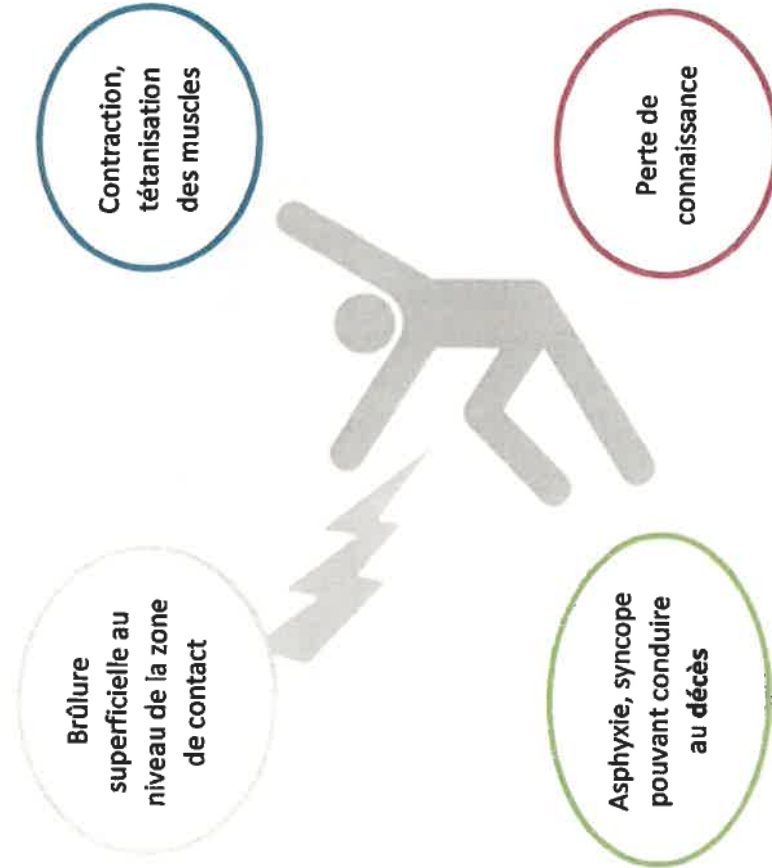 Brûlure
superficielle au
niveau de la zone
de contact
Contraction,
tétanisation
des muscles
Asphyxie, syncope
pouvant conduire
au décès
Perte de
connaissance